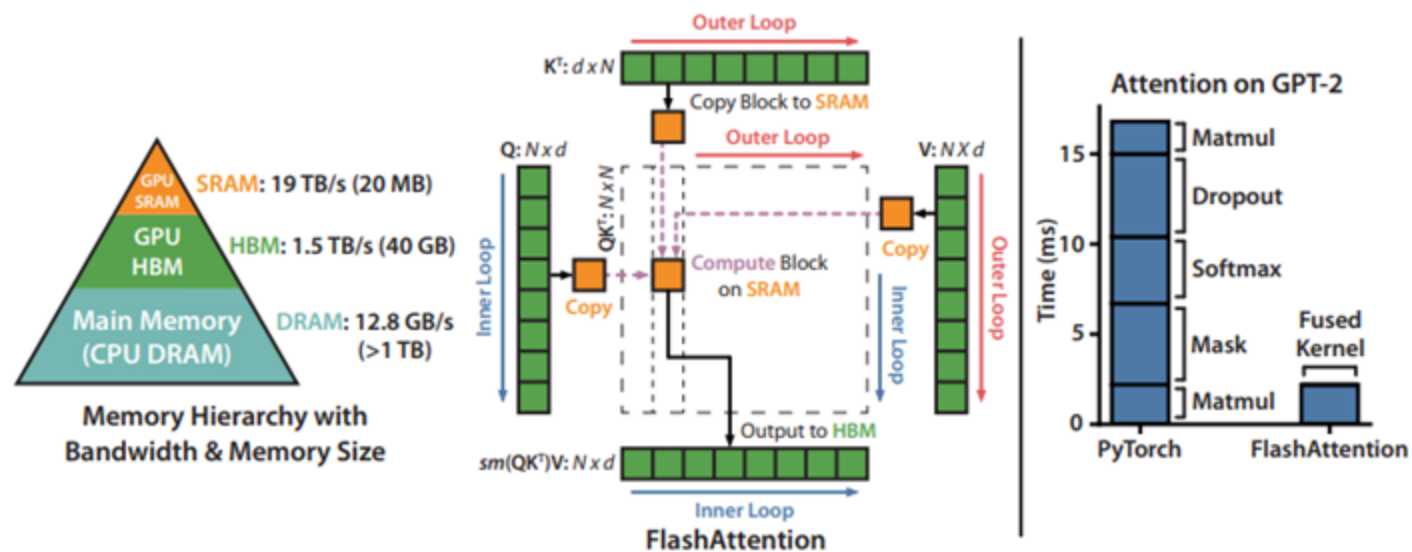 GPU
SRAM
GPU
HBM
Main Memory
(CPU DRAM)
SRAM: 19 TB/s (20 MB)
HBM: 1.5 TB/s (40 GB)
DRAM: 12.8 GB/s
(>1 TB)
Memory Hierarchy with
Bandwidth & Memory Size
Outer Loop
Kᵀ: d x N
Copy Block to SRAM
Outer Loop
Q: N x d
V: N X d
QKᵀ: N x N
Inner Loop
Copy
Compute Block
on SRAM
Copy
Inner Loop
Outer Loop
Output to HBM
sm(QKᵀ)V: N x d
Inner Loop
FlashAttention
Attention on GPT-2
Time (ms)
15
10
5
0
Matmul
Dropout
Softmax
Mask
Matmul
Fused
Kernel
PyTorch
FlashAttention